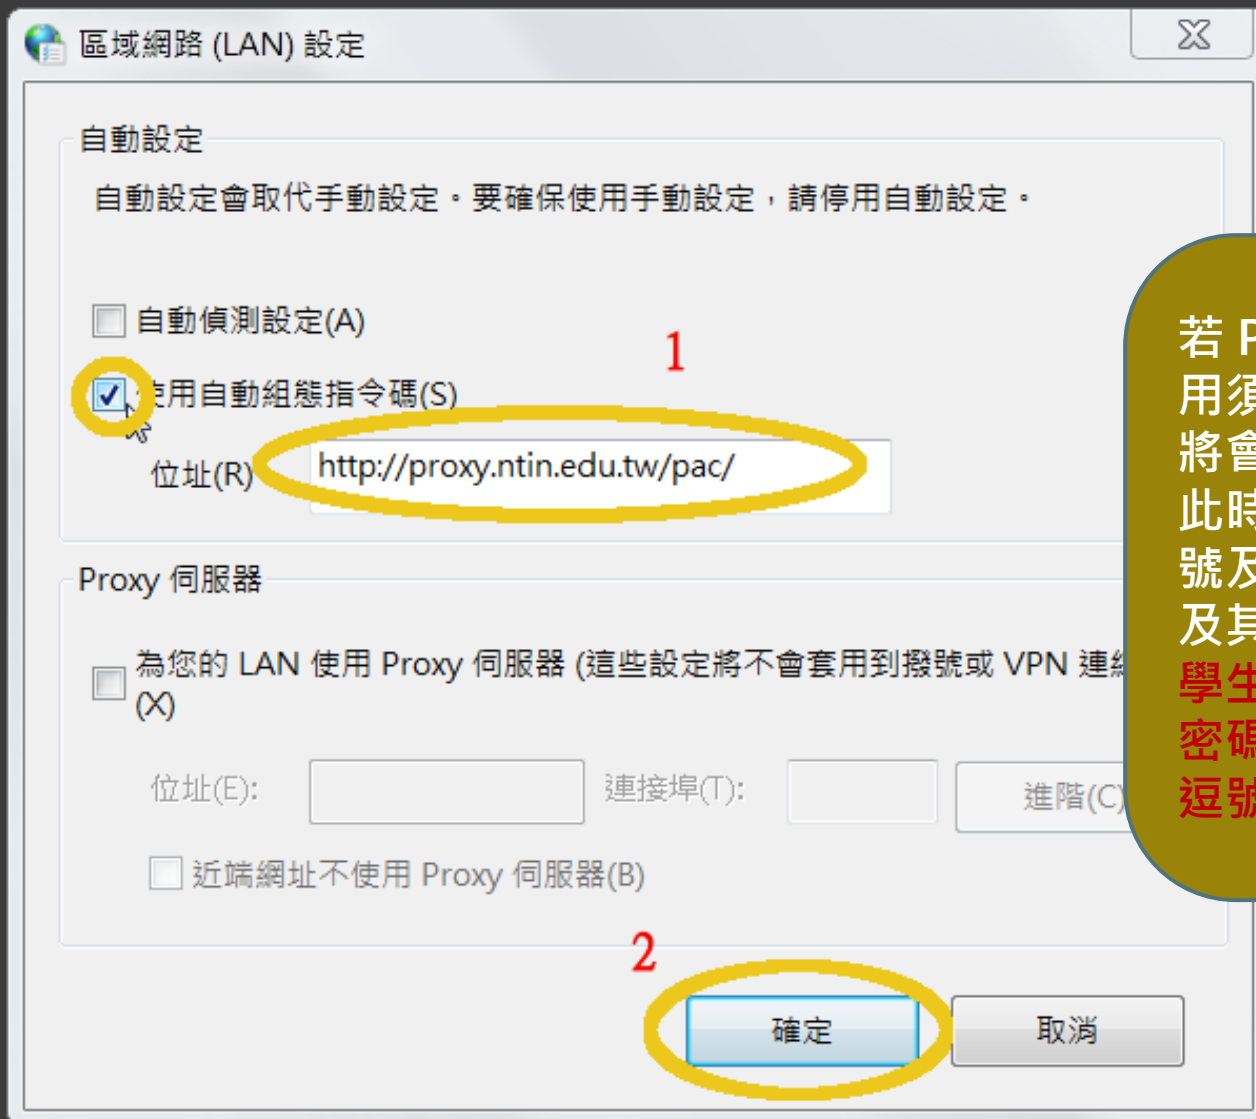 區域網路 (LAN) 設定
自動設定
自動設定會取代手動設定。要確保使用手動設定，請停用自動設定。
自動偵測設定(A)
1
使用自動組態指令碼(S)
位址(R)
http://proxy.ntin.edu.tw/pac/
Proxy 伺服器
為您的 LAN 使用 Proxy 伺服器 (這些設定將不會套用到撥號或 VPN 連
(X)
位址(E):
連接埠(T):
進階(C)
近端網址不使用 Proxy 伺服器(B)
2
確定
取消
若 P
用須
將會
此時
號及
及其
學生
密碼
逗號